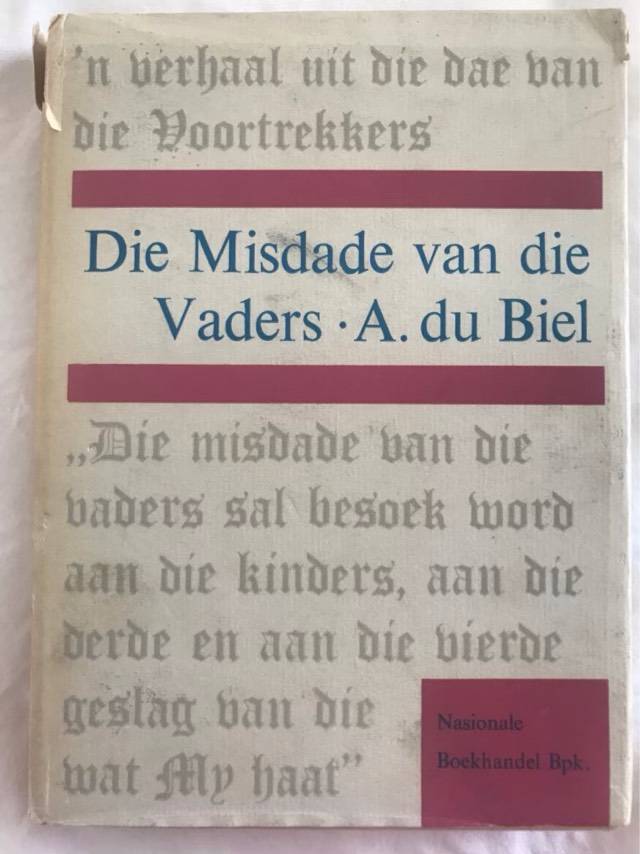 'n verhaal uit die dae van
die Voortrekkers
Die Misdade van die
Vaders · A. du Biel
„Die misdade van die
vaders sal besoek word
aan die kinders, aan die
derde en aan die vierde
geslag van die
wat My haat”
Nasionale
Boekhandel Bpk.